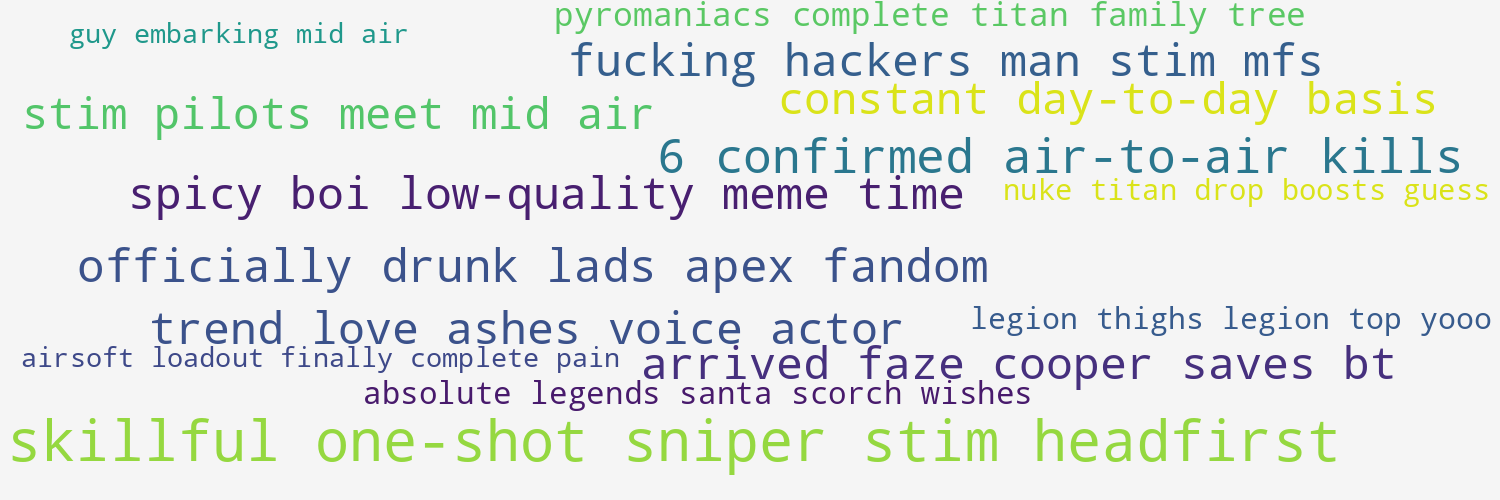 pyromaniacs complete titan family tree
guy embarking mid air
fucking hackers man stim mfs
constant day-to-day basis
stim pilots meet mid air
6 confirmed air-to-air kills
spicy boi low-quality meme time
nuke titan drop boosts guess
officially drunk lads apex fandom
legion thighs legion top yooo
trend love ashes voice actor
airsoft loadout finally complete pain
arrived faze cooper saves bt
absolute legends santa scorch wishes
skillful one-shot sniper stim headfirst